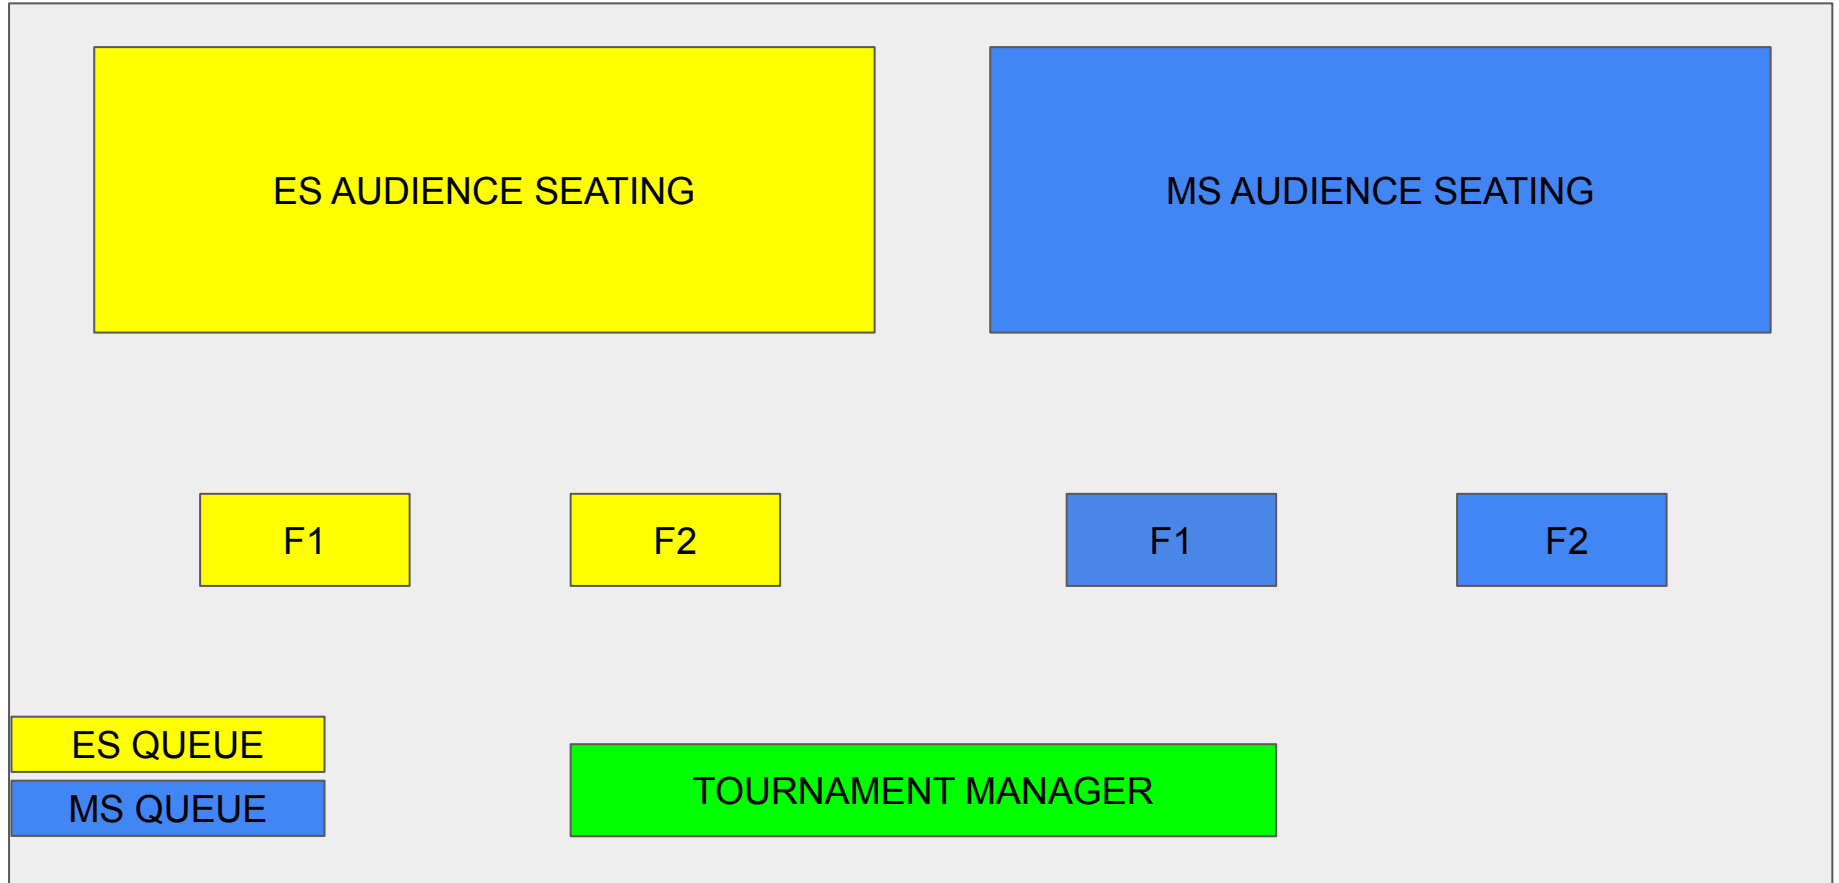 ES AUDIENCE SEATING
MS AUDIENCE SEATING
F1
F2
F1
F2
ES QUEUE
MS QUEUE
TOURNAMENT MANAGER